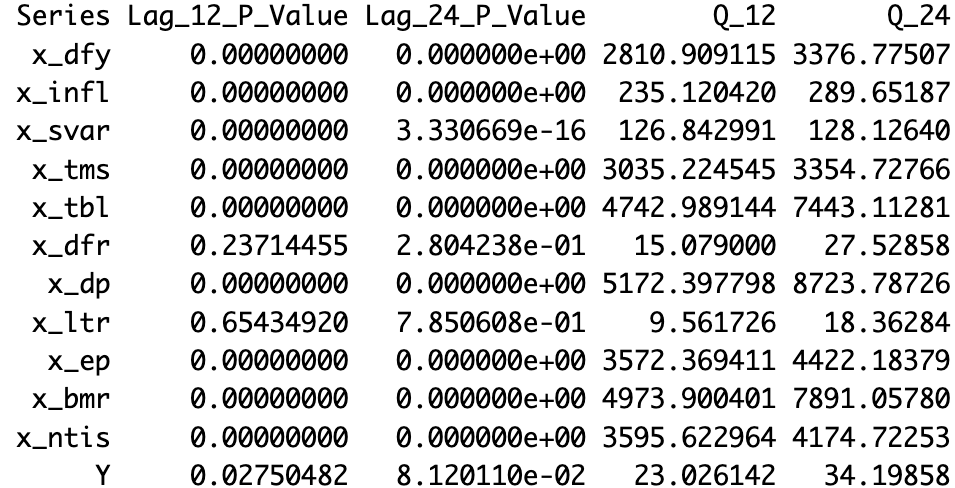 Series Lag_12_P_Value Lag_24_P_Value Q_12 Q_24
x_dfy 0.00000000 0.000000e+00 2810.909115 3376.77507
x_infl 0.00000000 0.000000e+00 235.120420 289.65187
x_svar 0.00000000 3.330669e-16 126.842991 128.12640
x_tms 0.00000000 0.000000e+00 3035.224545 3354.72766
x_tbl 0.00000000 0.000000e+00 4742.989144 7443.11281
x_dfr 0.23714455 2.804238e-01 15.079000 27.52858
x_dp 0.00000000 0.000000e+00 5172.397798 8723.78726
x_ltr 0.65434920 7.850608e-01 9.561726 18.36284
x_ep 0.00000000 0.000000e+00 3572.369411 4422.18379
x_bmr 0.00000000 0.000000e+00 4973.900401 7891.05780
x_ntis 0.00000000 0.000000e+00 3595.622964 4174.72253
Y 0.02750482 8.120110e-02 23.026142 34.19858